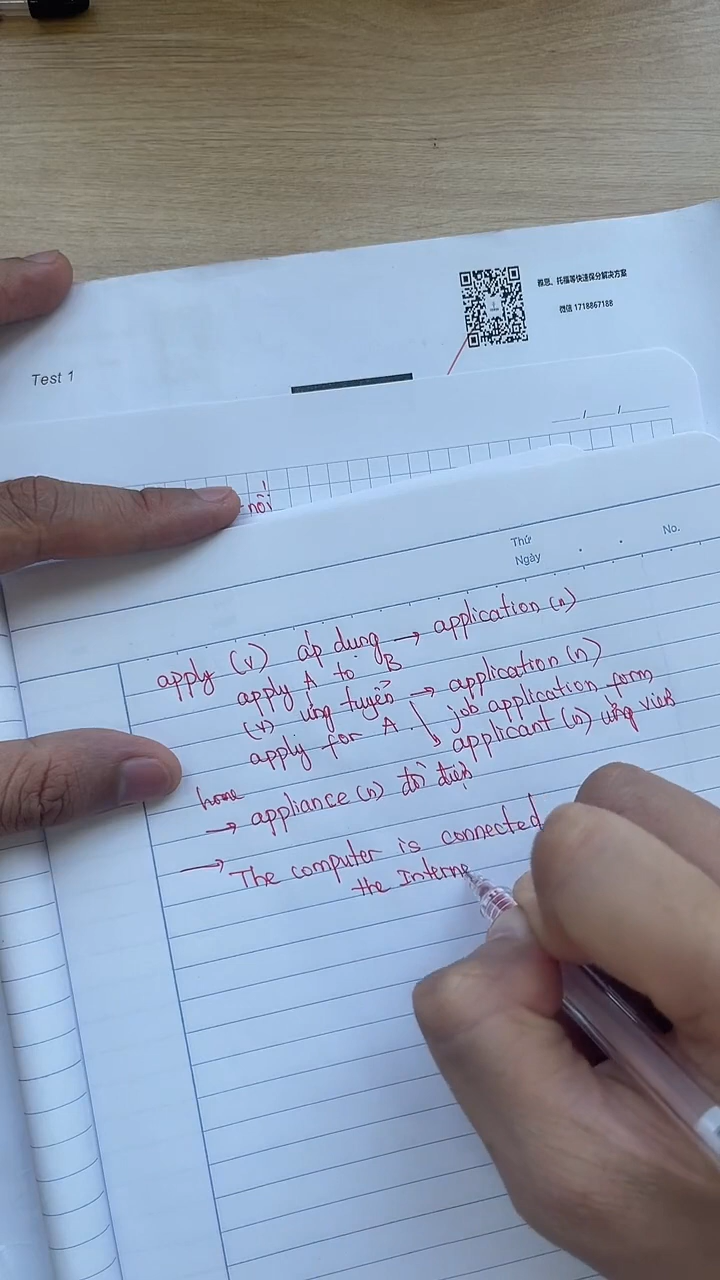 雅思、托福等快速保分解决方案
微信 1718867188
Test 1
nối
Thứ
Ngày
No.
apply (v) áp dụng → application (n)
apply A to B
(v) ứng tuyển → application (n)
apply for A job application form
applicant (n) ứng viên
home
→ appliance (n) đồ điện
→ The computer is connected
the Interne